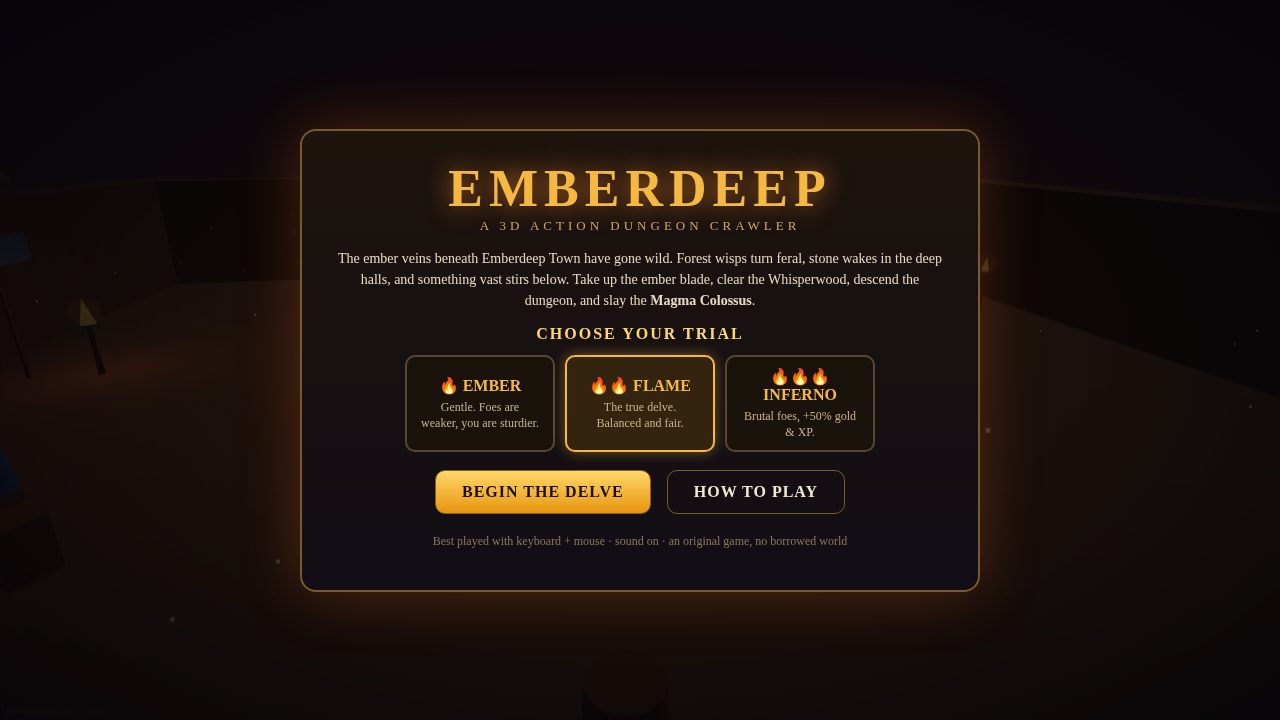 EMBERDEEP
A 3D ACTION DUNGEON CRAWLER
The ember veins beneath Emberdeep Town have gone wild. Forest wisps turn feral, stone wakes in the deep
halls, and something vast stirs below. Take up the ember blade, clear the Whisperwood, descend the
dungeon, and slay the Magma Colossus.
CHOOSE YOUR TRIAL
🔥 EMBER
Gentle. Foes are
weaker, you are sturdier.
🔥🔥 FLAME
The true delve.
Balanced and fair.
🔥🔥🔥
INFERNO
Brutal foes, +50% gold
& XP.
BEGIN THE DELVE
HOW TO PLAY
Best played with keyboard + mouse · sound on · an original game, no borrowed world